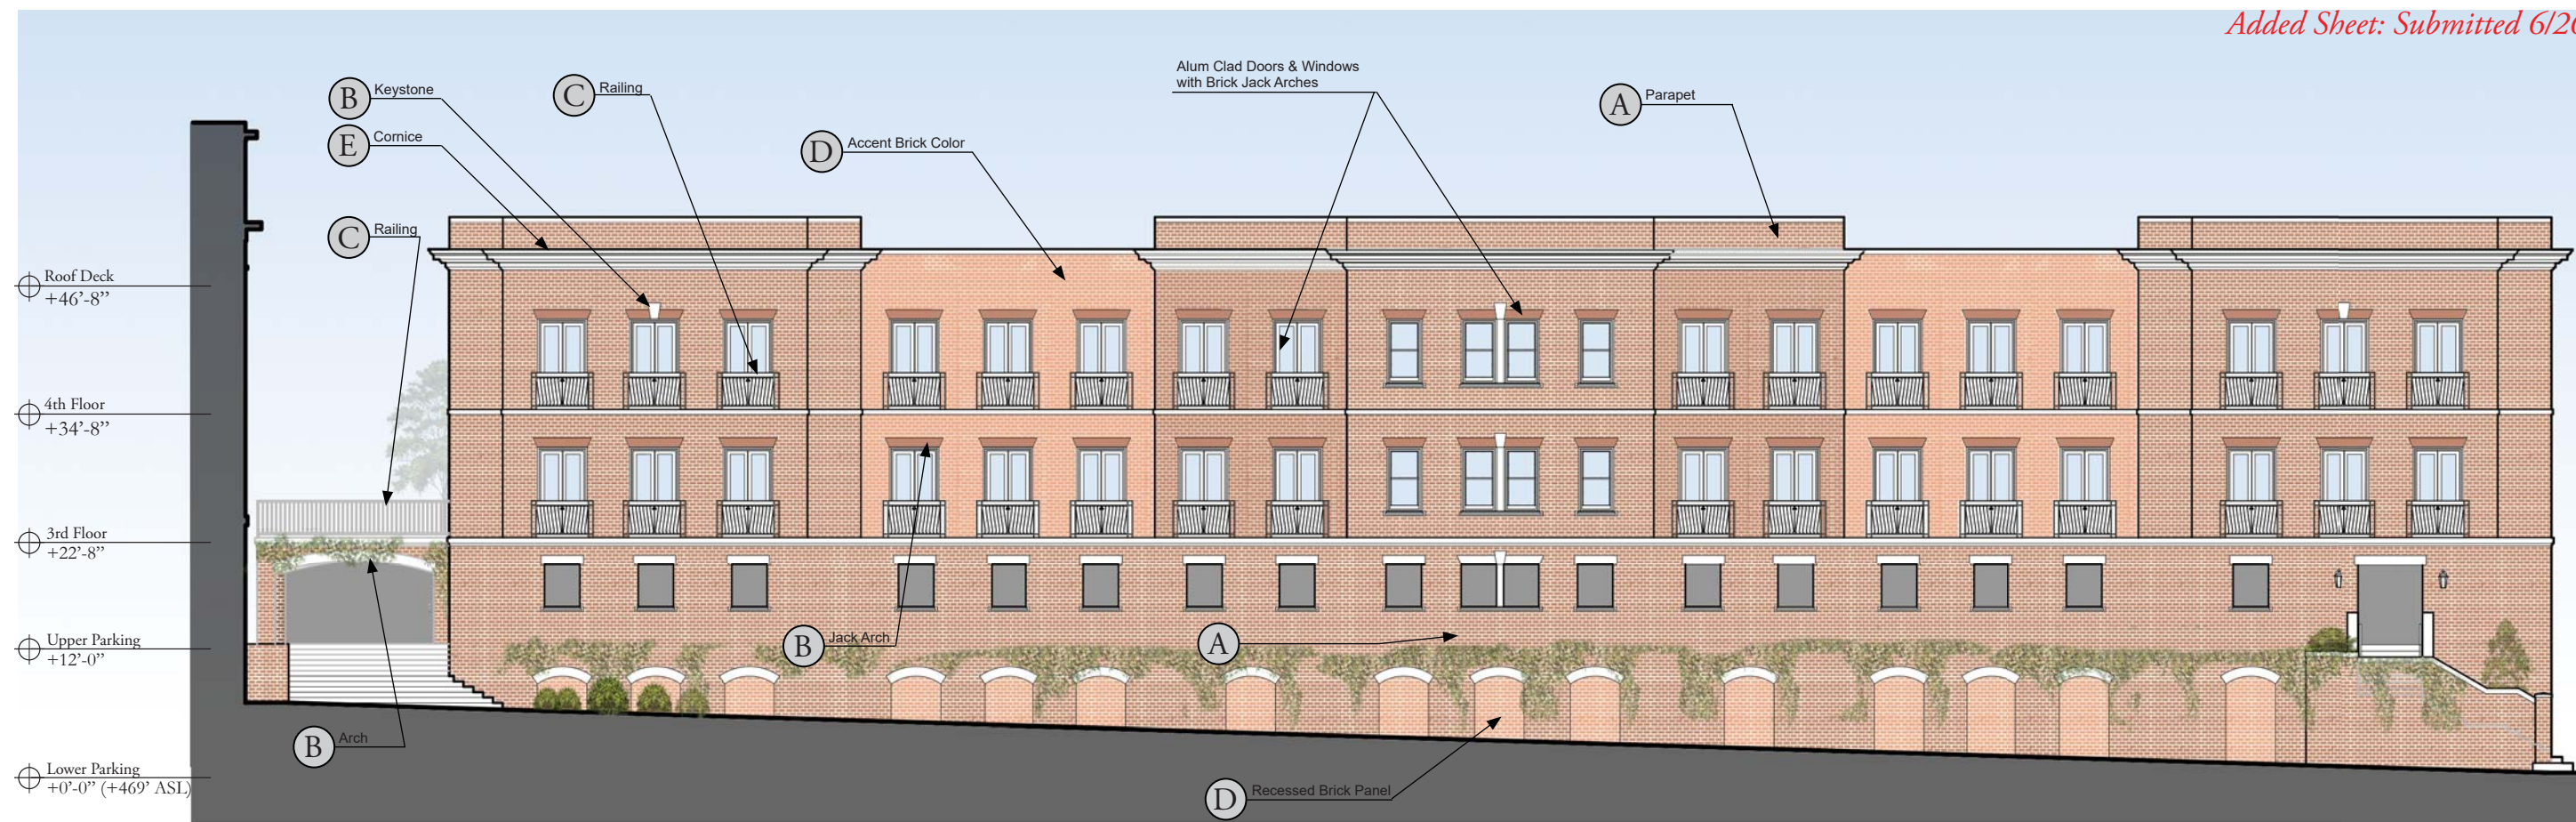 Added Sheet: Submitted 6/20
Alum Clad Doors & Windows
with Brick Jack Arches
B Keystone
C Railing
A Parapet
E Cornice
D Accent Brick Color
C Railing
Roof Deck
+46’-8”
4th Floor
+34’-8”
3rd Floor
+22’-8”
Upper Parking
+12’-0”
B Jack Arch
A
B Arch
Lower Parking
+0’-0” (+469’ ASL)
D Recessed Brick Panel